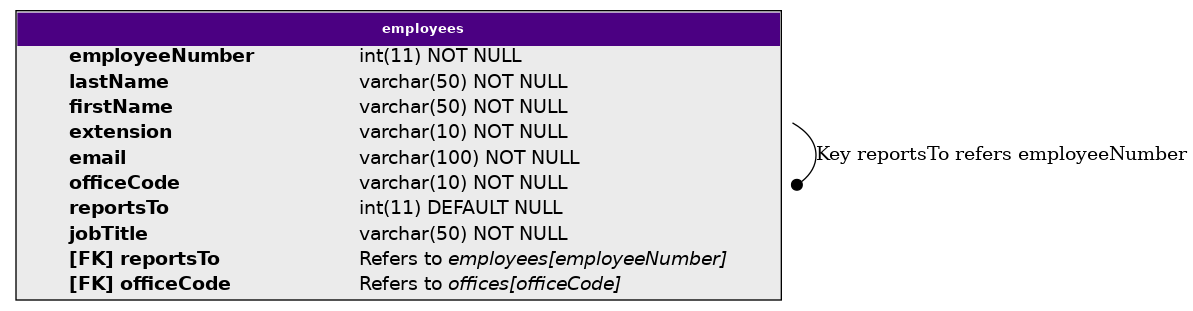 employees
employeeNumber int(11) NOT NULL
lastName varchar(50) NOT NULL
firstName varchar(50) NOT NULL
extension varchar(10) NOT NULL
email varchar(100) NOT NULL
officeCode varchar(10) NOT NULL
reportsTo int(11) DEFAULT NULL
jobTitle varchar(50) NOT NULL
[FK] reportsTo Refers to employees[employeeNumber]
[FK] officeCode Refers to offices[officeCode]
Key reportsTo refers employeeNumber